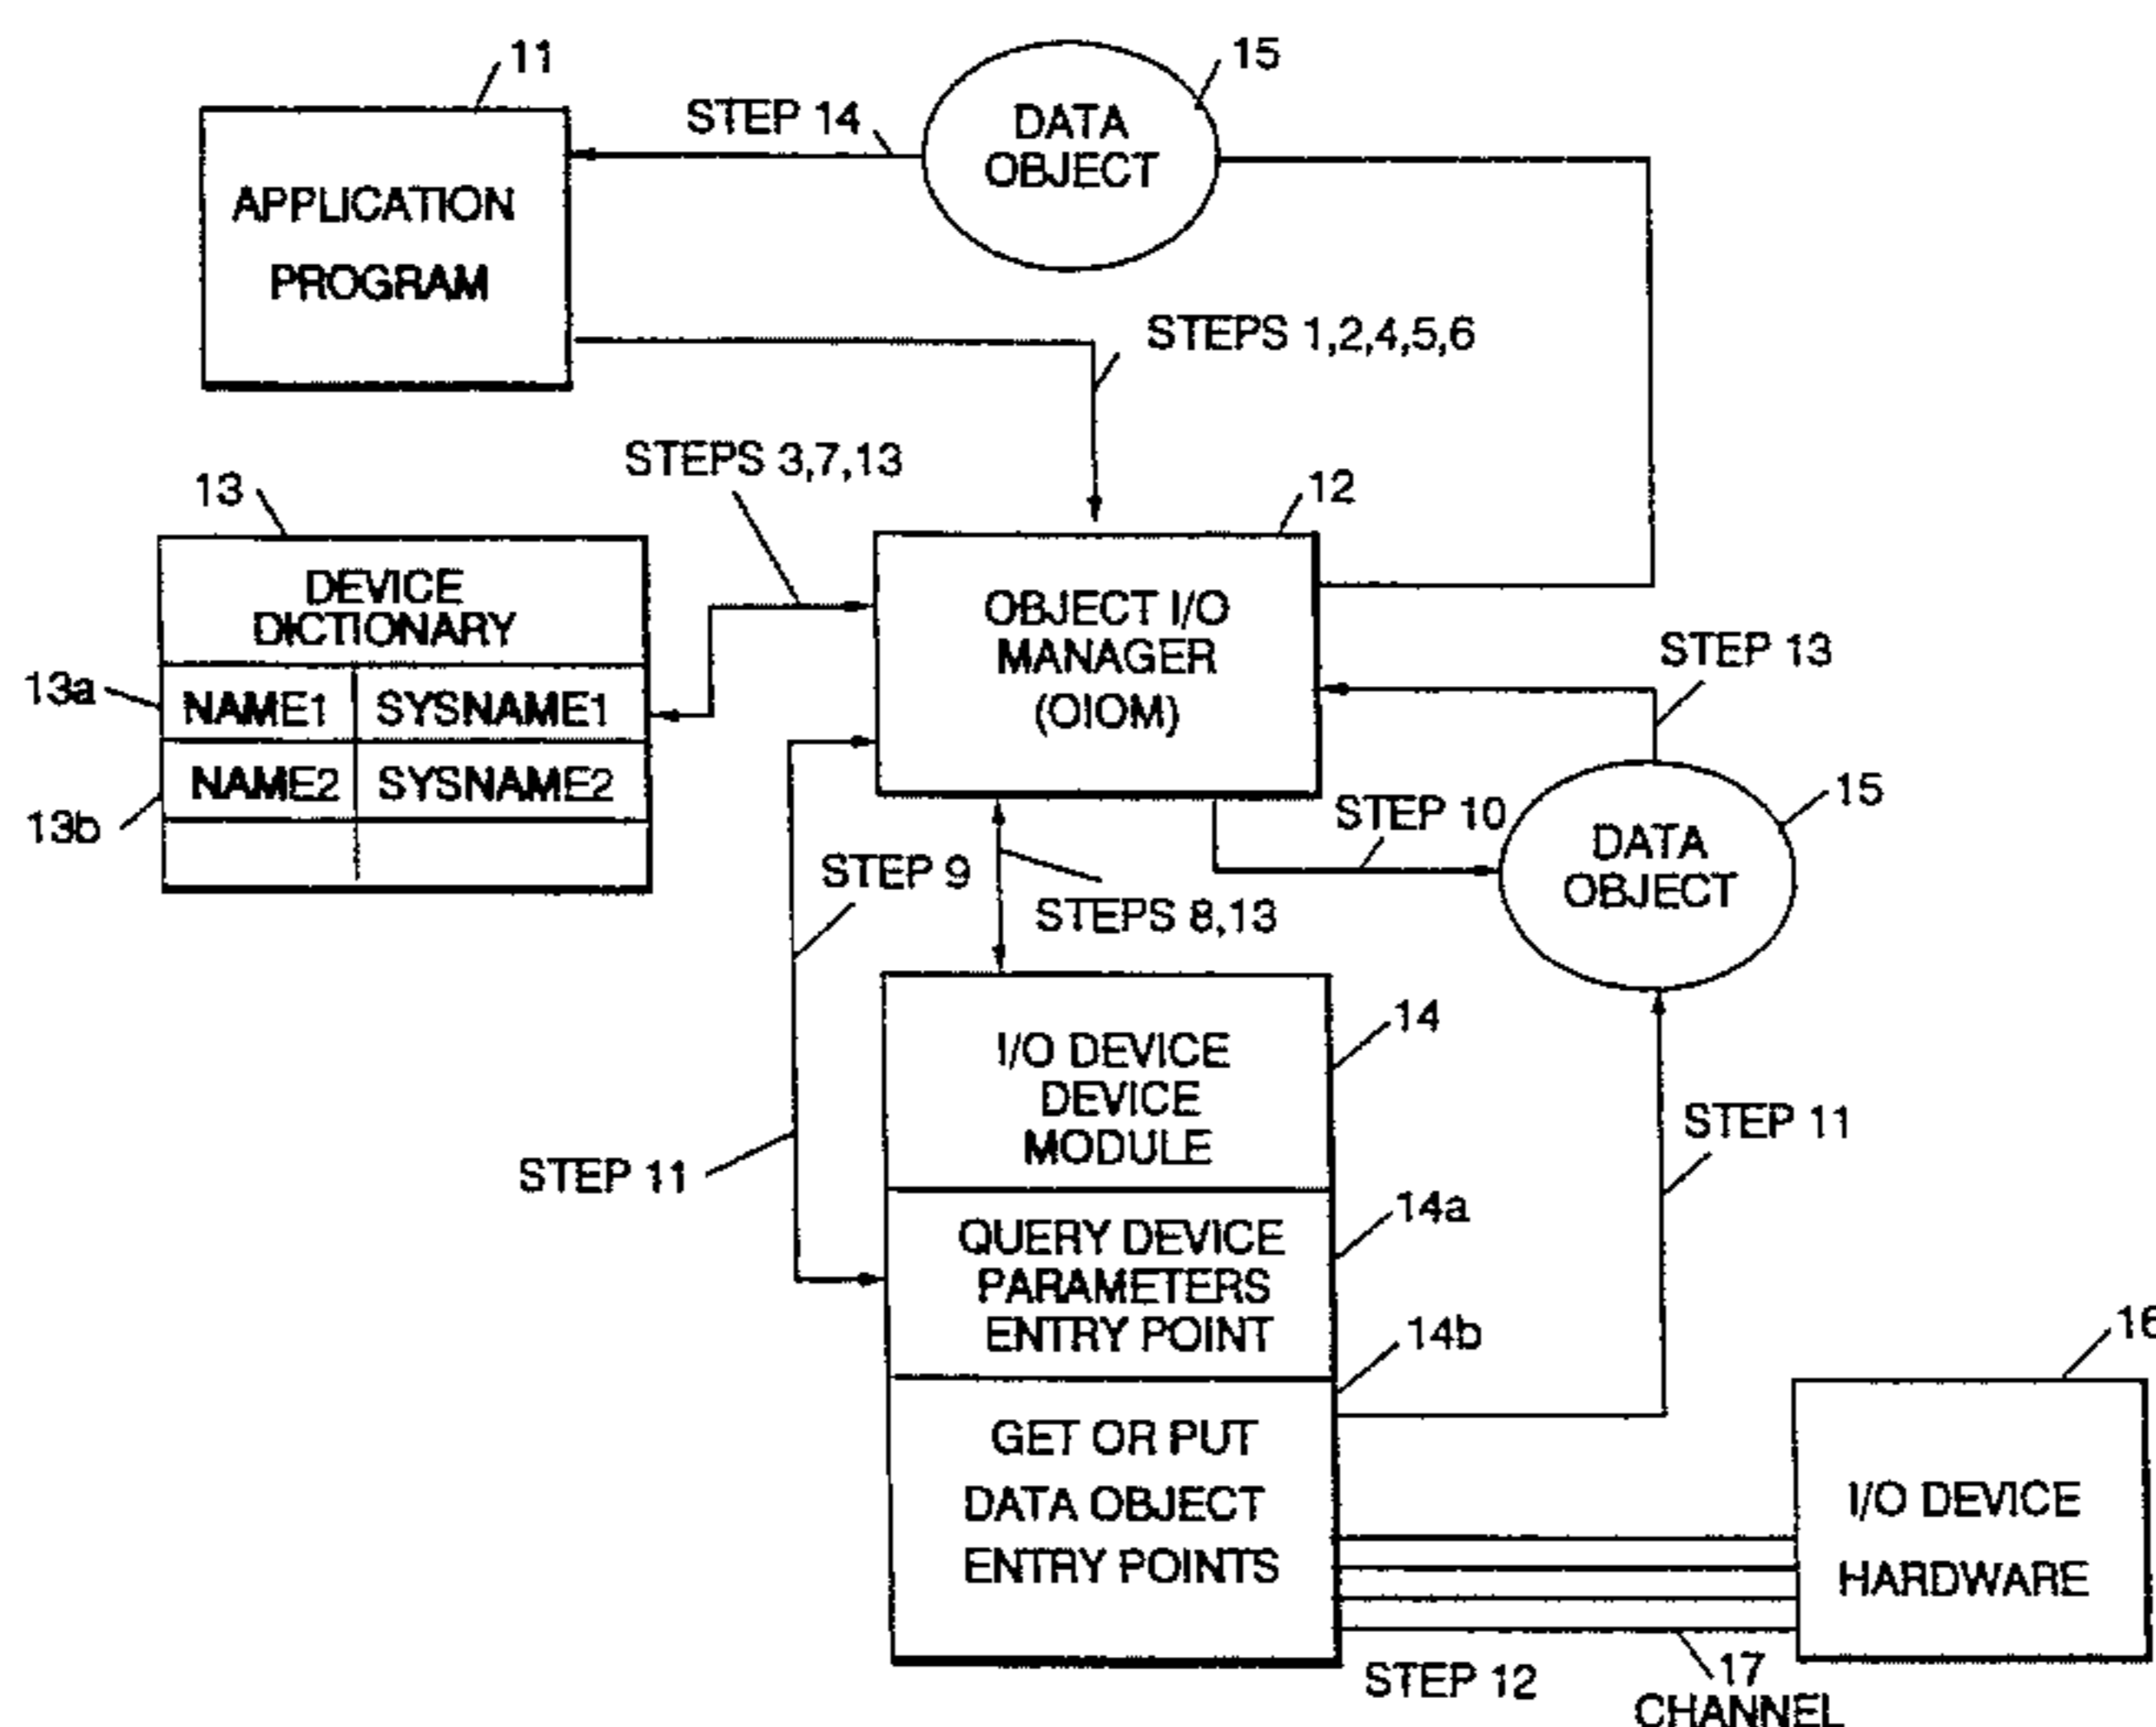 11
15
STEP 14
DATA
OBJECT
APPLICATION
PROGRAM
STEPS 1,2,4,5,6
STEPS 3,7,13
13
12
DEVICE
DICTIONARY
OBJECT I/O
MANAGER
(OIOM)
STEP 13
13a
NAME1
SYSNAME1
13b
NAME2
SYSNAME2
STEP 10
15
DATA
OBJECT
STEP 9
STEPS 8,13
14
I/O DEVICE
DEVICE
MODULE
STEP 11
STEP 11
14a
QUERY DEVICE
PARAMETERS
ENTRY POINT
14b
16
GET OR PUT
DATA OBJECT
ENTRY POINTS
I/O DEVICE
HARDWARE
STEP 12
17
CHANNEL